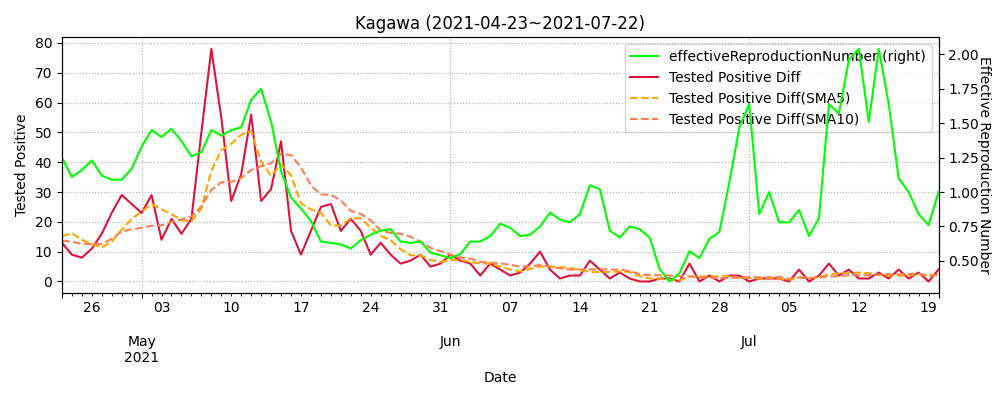 Kagawa (2021-04-23~2021-07-22)
effectiveReproductionNumber (right)
Tested Positive Diff
Tested Positive Diff(SMA5)
Tested Positive Diff(SMA10)
Tested Positive
80
70
60
50
40
30
20
10
0
2.00
1.75
1.50
1.25
1.00
0.75
0.50
Effective Reproduction Number
26 03 10 17 24 31 07 14 21 28 05 12 19
May Jun Jul
2021
Date